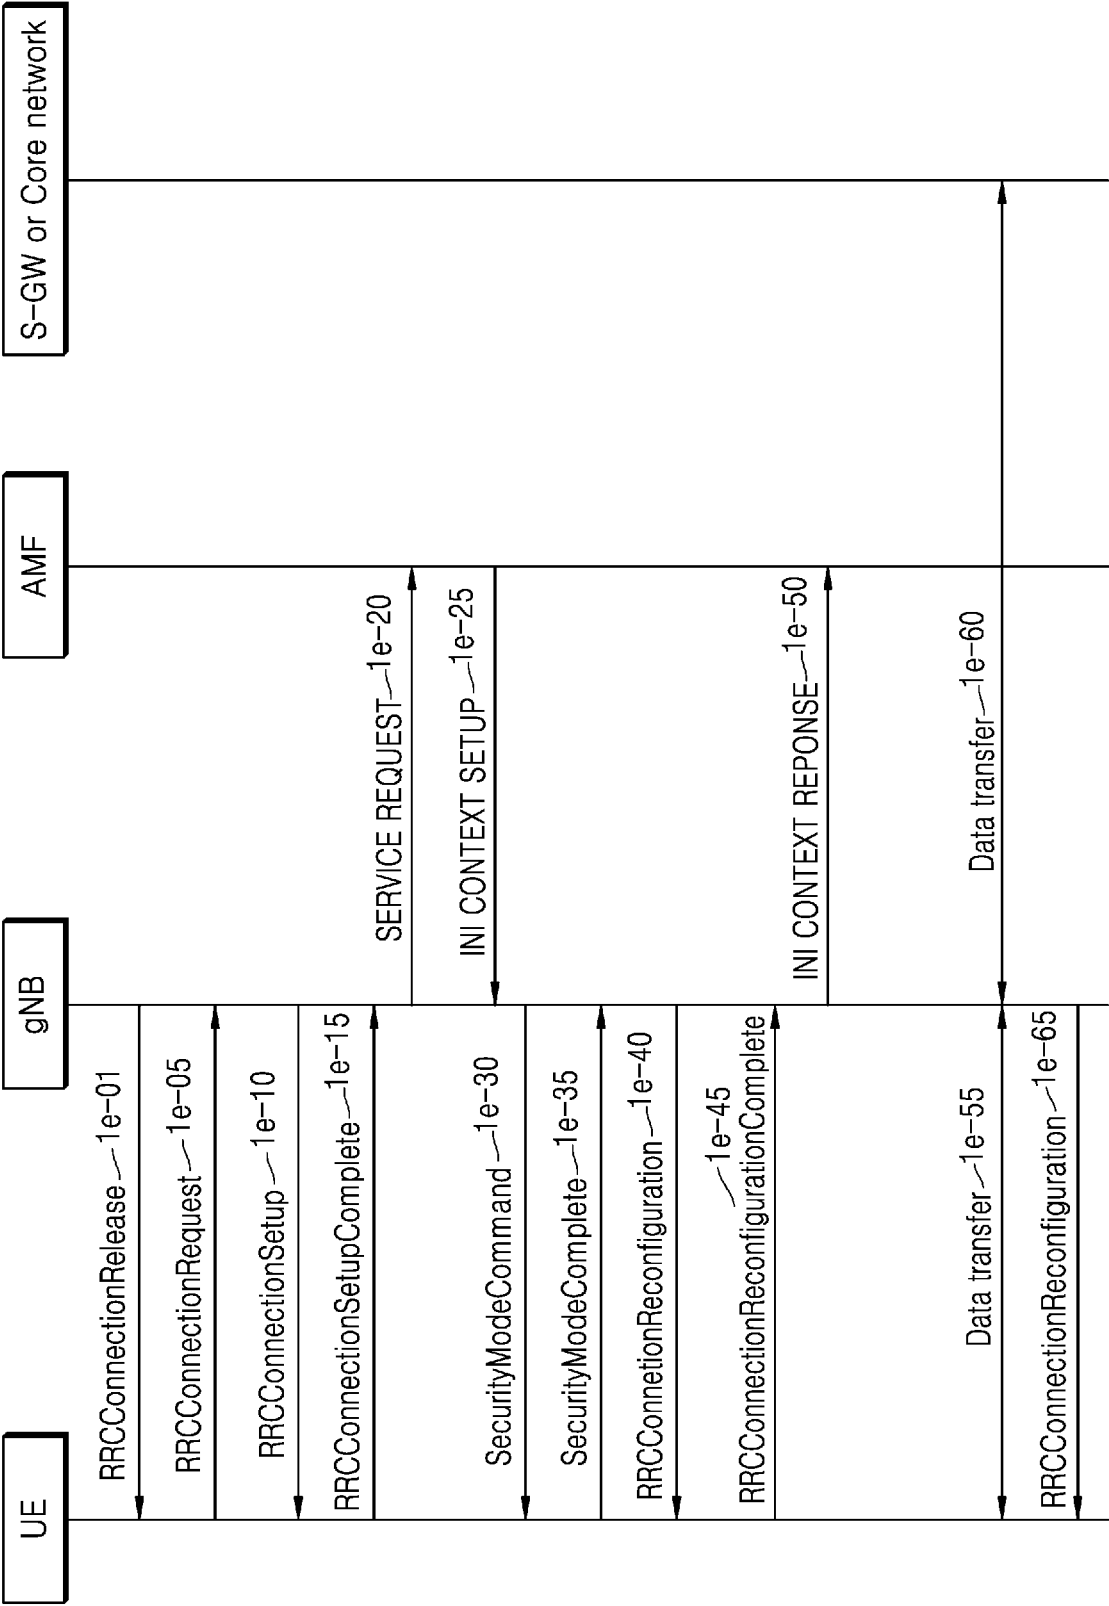 UE
gNB
AMF
S-GW or Core network
RRCConnectionRelease 1e-01
RRCConnectionRequest 1e-05
RRCConnectionSetup 1e-10
RRCConnectionSetupComplete 1e-15
SERVICE REQUEST 1e-20
INI CONTEXT SETUP 1e-25
SecurityModeCommand 1e-30
SecurityModeComplete 1e-35
RRCConnetionReconfiguration 1e-40
1e-45
RRCConnectionReconfigurationComplete
INI CONTEXT REPONSE 1e-50
Data transfer 1e-55
Data transfer 1e-60
RRCConnectionReconfiguration 1e-65